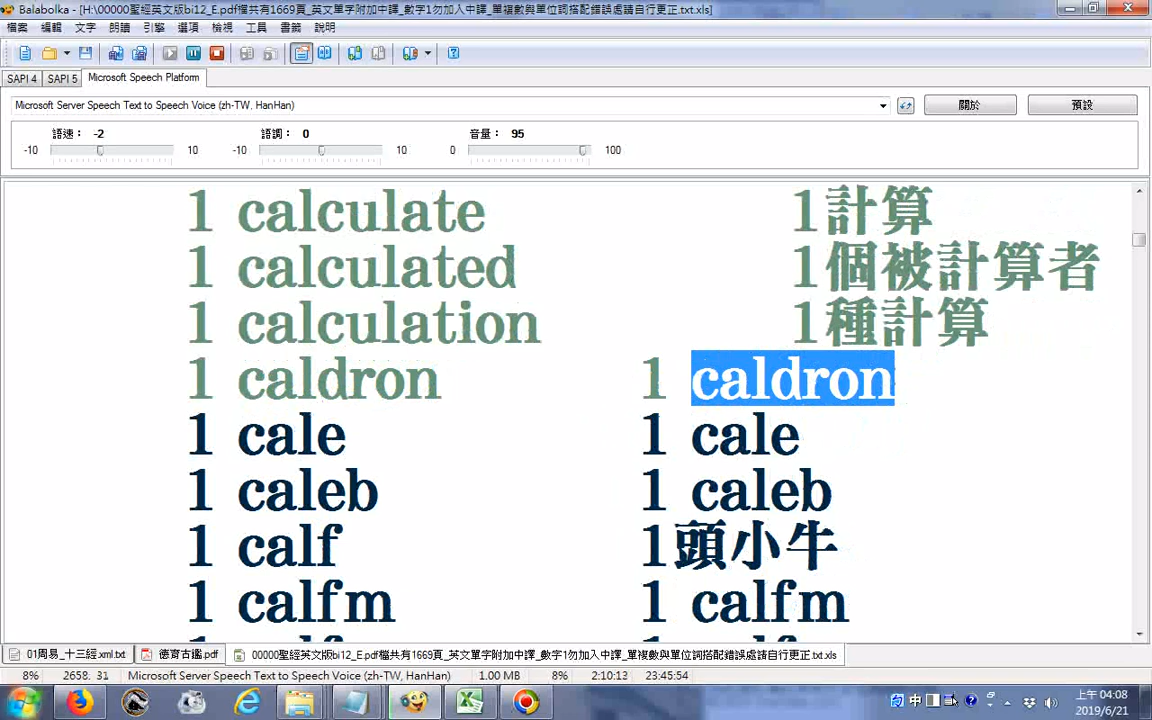 Balabolka - [H:\00000聖經英文版bi12_E.pdf檔共有1669頁_英文單字附加中譯_數字1勿加入中譯_單複數與單位詞搭配錯誤處請自行更正.txt.xls]
檔案 編輯 文字 朗讀 引擎 選項 檢視 工具 書籤 說明
SAPI 4 SAPI 5 Microsoft Speech Platform
Microsoft Server Speech Text to Speech Voice (zh-TW, HanHan) 關於 預設
語速: -2 語調: 0 音量: 95
-10 10 -10 10 0 100
1 calculate 1計算
1 calculated 1個被計算者
1 calculation 1種計算
1 caldron 1 caldron
1 cale 1 cale
1 caleb 1 caleb
1 calf 1頭小牛
1 calfm 1 calfm
01周易_十三經.xml.txt 德育古鑑.pdf 00000聖經英文版bi12_E.pdf檔共有1669頁_英文單字附加中譯_數字1勿加入中譯_單複數與單位詞搭配錯誤處請自行更正.txt.xls
8% 2658. 31 Microsoft Server Speech Text to Speech Voice (zh-TW, HanHan) 1.00 MB 8% 2:10:13 23:45:54
中 上午 04:08
2019/6/21